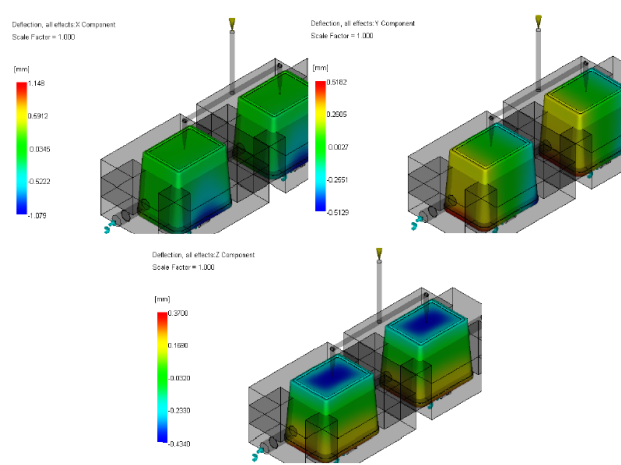 Deflection, all effects:X Component
Scale Factor = 1.000
[mm]
1.148
0.5912
0.0345
-0.5222
-1.079
Deflection, all effects:Y Component
Scale Factor = 1.000
[mm]
0.5182
0.2605
0.0027
-0.2551
-0.5129
Deflection, all effects:Z Component
Scale Factor = 1.000
[mm]
0.3700
0.1690
-0.0320
-0.2330
-0.4340